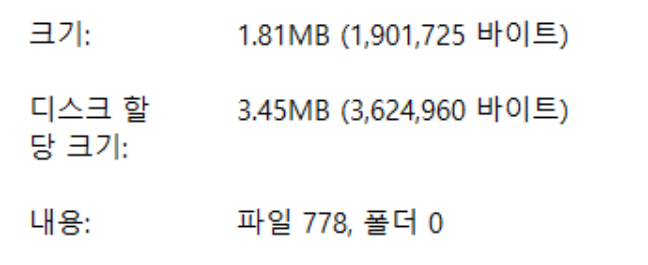 크기: 1.81MB (1,901,725 바이트)
디스크 할 3.45MB (3,624,960 바이트)
당 크기:
내용: 파일 778, 폴더 0